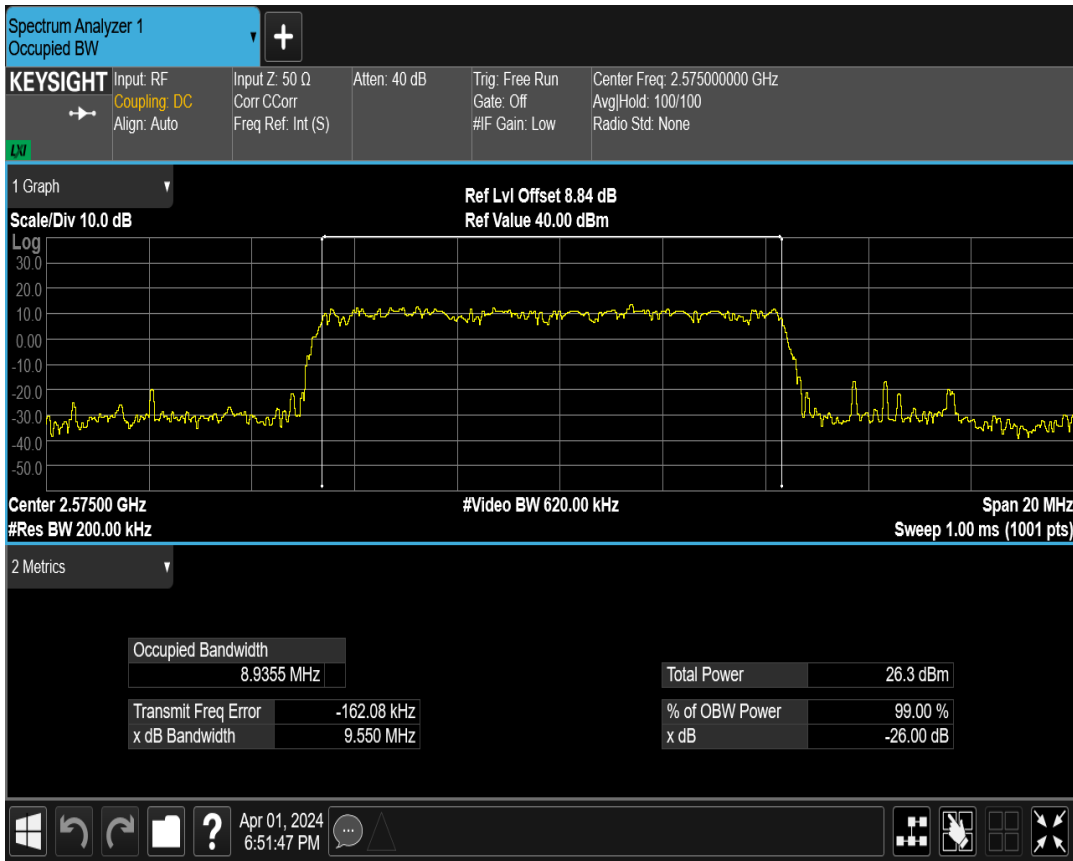 Spectrum Analyzer 1
Occupied BW
+
KEYSIGHT
LXI
Input: RF
Coupling: DC
Align: Auto
Input Z: 50 Ω
Corr CCorr
Freq Ref: Int (S)
Atten: 40 dB
Trig: Free Run
Gate: Off
#IF Gain: Low
Center Freq: 2.575000000 GHz
Avg|Hold: 100/100
Radio Std: None
1 Graph
Scale/Div 10.0 dB
Ref Lvl Offset 8.84 dB
Ref Value 40.00 dBm
Log
30.0
20.0
10.0
0.00
-10.0
-20.0
-30.0
-40.0
-50.0
Center 2.57500 GHz
#Res BW 200.00 kHz
#Video BW 620.00 kHz
Span 20 MHz
Sweep 1.00 ms (1001 pts)
2 Metrics
Occupied Bandwidth
8.9355 MHz
Transmit Freq Error -162.08 kHz
x dB Bandwidth 9.550 MHz
Total Power 26.3 dBm
% of OBW Power 99.00 %
x dB -26.00 dB
?
Apr 01, 2024
6:51:47 PM